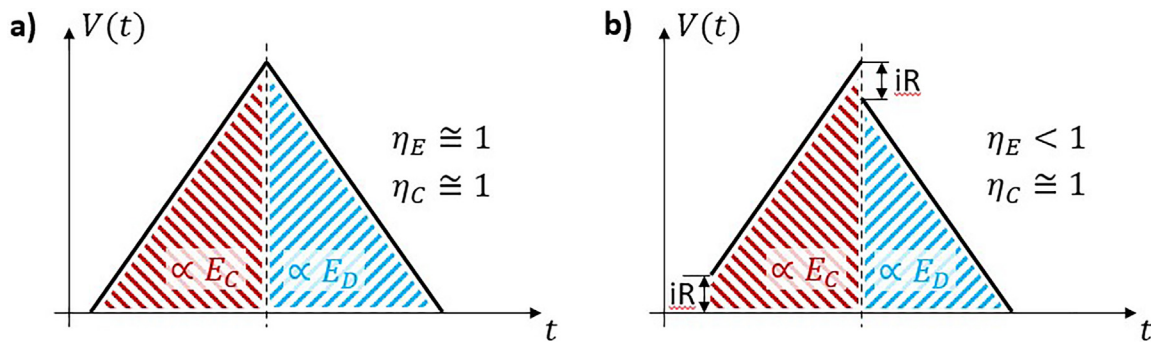 a)
V(t)
η_E ≅ 1
η_C ≅ 1
∝ E_C
∝ E_D
t
b)
V(t)
iR
η_E < 1
η_C ≅ 1
∝ E_C
∝ E_D
iR
t